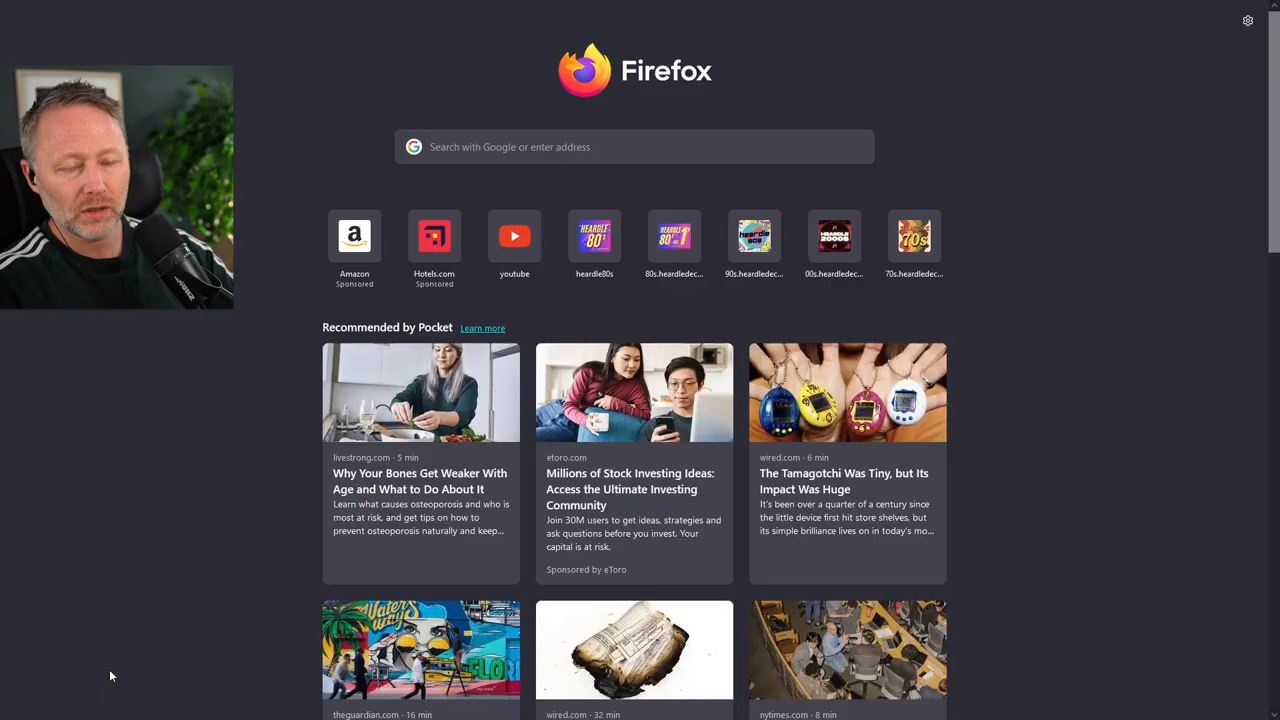 Firefox
Search with Google or enter address
Amazon
Sponsored
Hotels.com
Sponsored
youtube
heardle80s
80s.heardledec...
90s.heardledec...
00s.heardledec...
70s.heardledec...
Recommended by Pocket Learn more
livestrong.com · 5 min
Why Your Bones Get Weaker With
Age and What to Do About It
Learn what causes osteoporosis and who is
most at risk, and get tips on how to
prevent osteoporosis naturally and keep...
etoro.com
Millions of Stock Investing Ideas:
Access the Ultimate Investing
Community
Join 30M users to get ideas, strategies and
ask questions before you invest. Your
capital is at risk.
Sponsored by eToro
wired.com · 6 min
The Tamagotchi Was Tiny, but Its
Impact Was Huge
It's been over a quarter of a century since
the little device first hit store shelves, but
its simple brilliance lives on in today's mo...
theguardian.com · 16 min
wired.com · 32 min
nytimes.com · 8 min